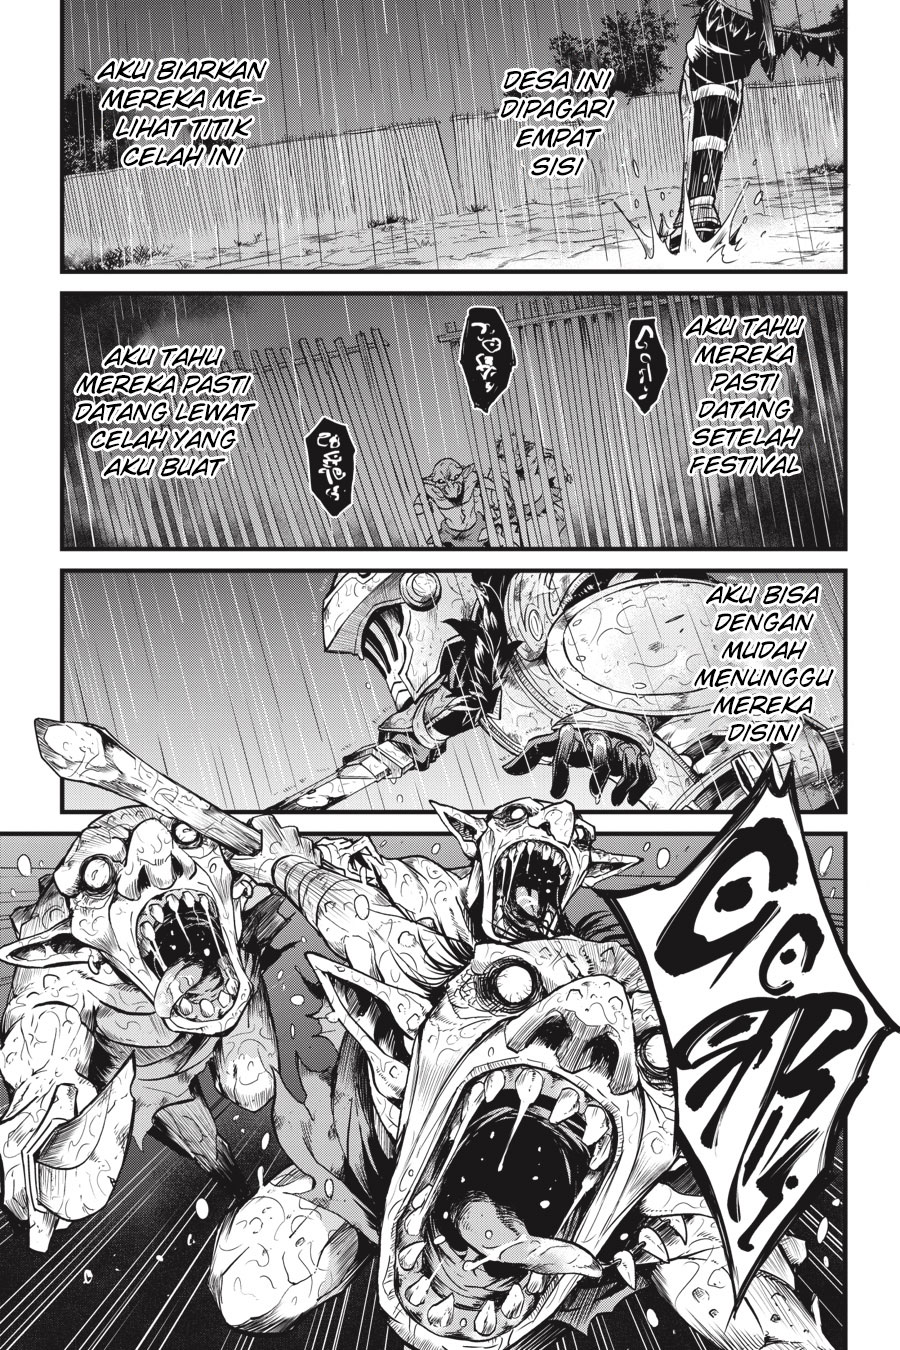 DESA INI
DIPAGARI
EMPAT
SISI
AKU BIARKAN
MEREKA ME-
LIHAT TITIK
CELAH INI
AKU TAHU
MEREKA
PASTI
DATANG
SETELAH
FESTIVAL
AKU TAHU
MEREKA PASTI
DATANG LEWAT
CELAH YANG
AKU BUAT
AKU BISA
DENGAN
MUDAH
MENUNGGU
MEREKA
DISINI